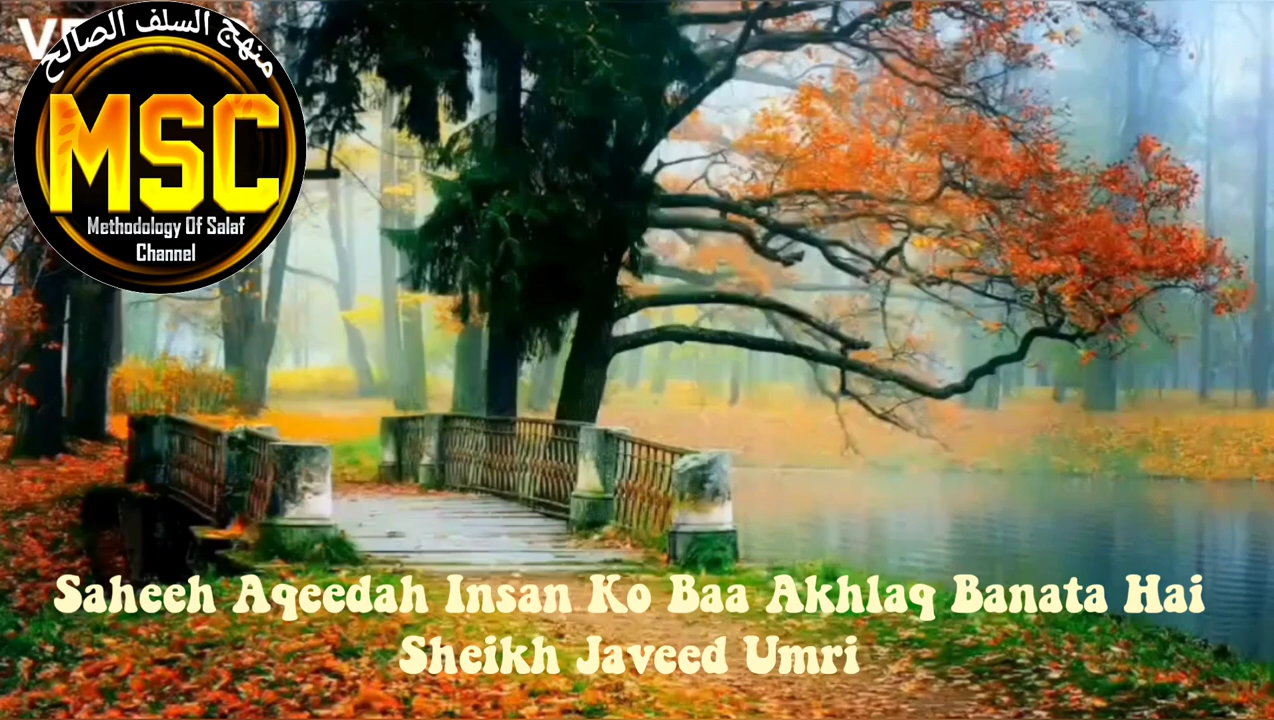 منهج السلف الصالح
MSC
Methodology Of Salaf
Channel
Saheeh Aqeedah Insan Ko Baa Akhlaq Banata Hai
Sheikh Javeed Umri